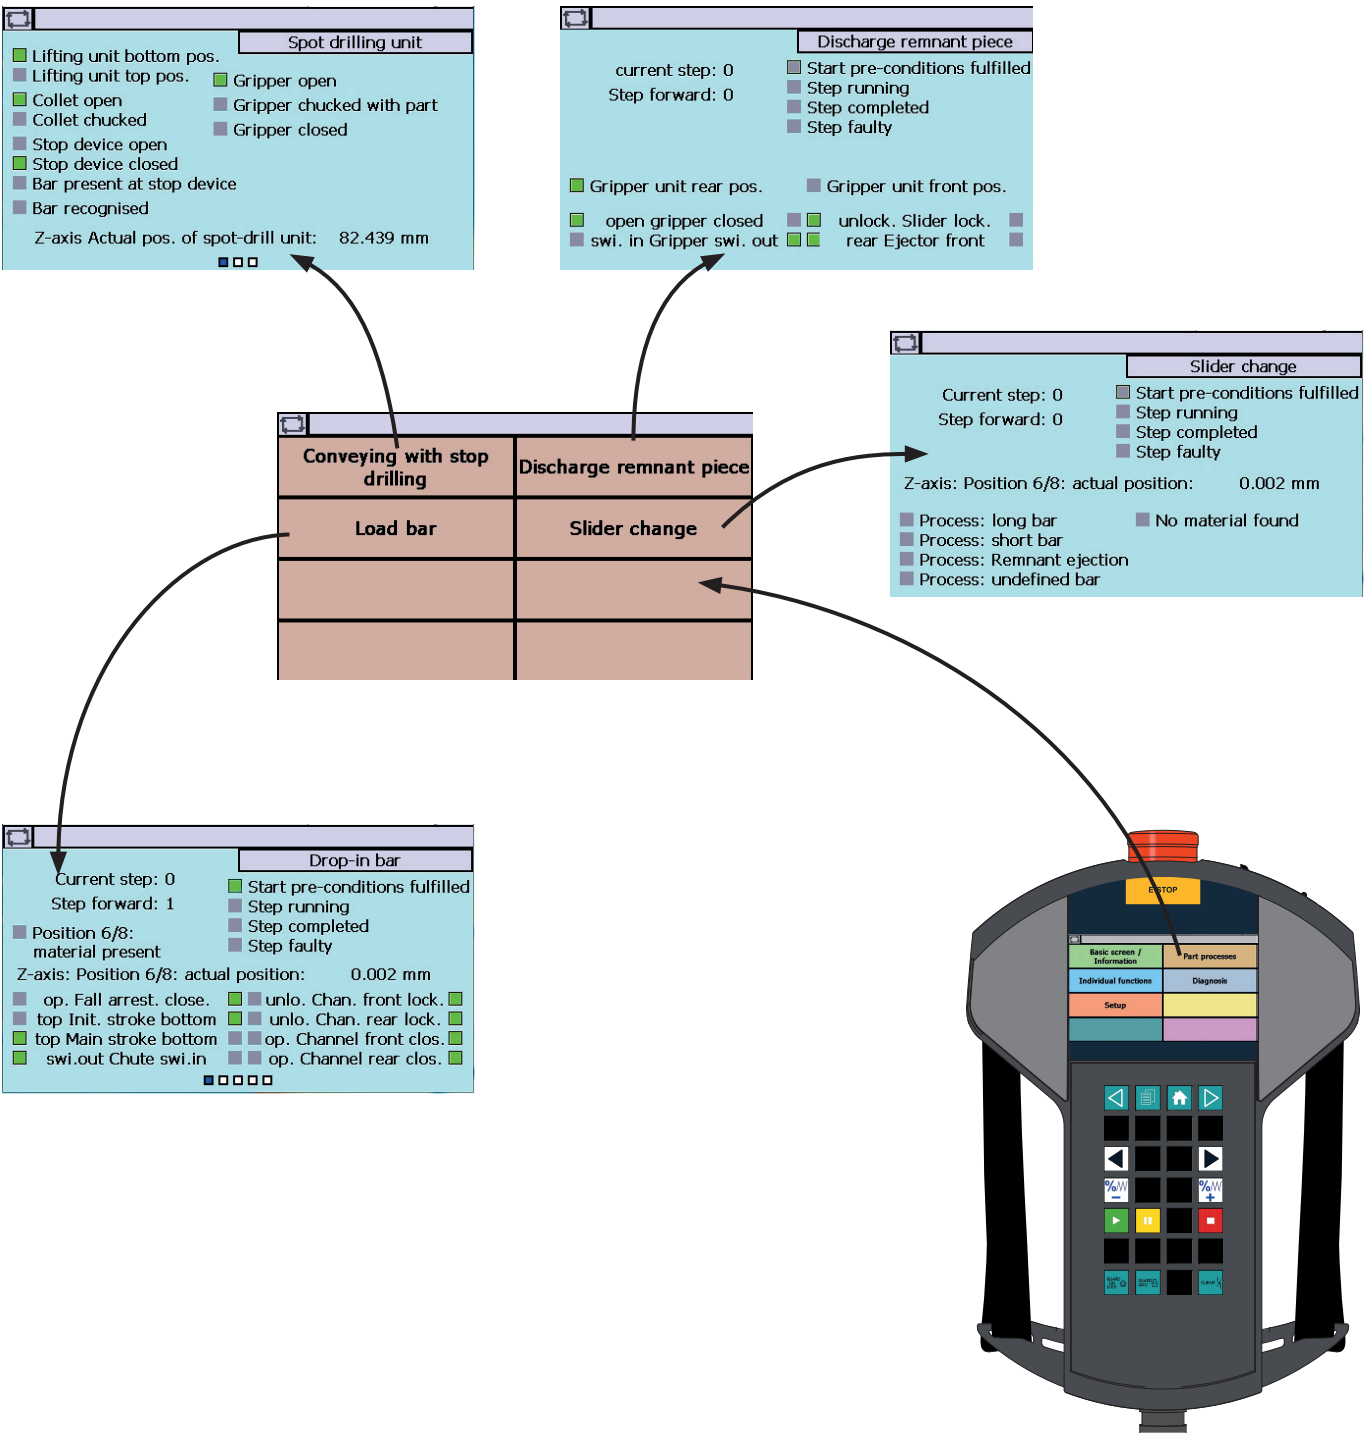 Spot drilling unit
Lifting unit bottom pos.
Lifting unit top pos.
Gripper open
Collet open
Gripper chucked with part
Collet chucked
Gripper closed
Stop device open
Stop device closed
Bar present at stop device
Bar recognised
Z-axis Actual pos. of spot-drill unit: 82.439 mm
Discharge remnant piece
current step: 0
Start pre-conditions fulfilled
Step running
Step forward: 0
Step completed
Step faulty
Gripper unit rear pos.
Gripper unit front pos.
open gripper closed
unlock. Slider lock.
swi. in Gripper swi. out
rear Ejector front
Slider change
Current step: 0
Start pre-conditions fulfilled
Step running
Step forward: 0
Step completed
Step faulty
Z-axis: Position 6/8: actual position: 0.002 mm
Process: long bar
No material found
Process: short bar
Process: Remnant ejection
Process: undefined bar
Conveying with stop
drilling
Discharge remnant piece
Load bar
Slider change
Drop-in bar
Current step: 0
Start pre-conditions fulfilled
Step forward: 1
Step running
Step completed
Position 6/8:
material present
Step faulty
Z-axis: Position 6/8: actual position: 0.002 mm
op. Fall arrest. close.
unlo. Chan. front lock.
top Init. stroke bottom
unlo. Chan. rear lock.
top Main stroke bottom
op. Channel front clos.
swi.out Chute swi.in
op. Channel rear clos.
E-STOP
Basic screen /
Information
Part processes
Individual functions
Diagnosis
Setup
%
−
%
+
GUARD
UN
LOCK
LOCK